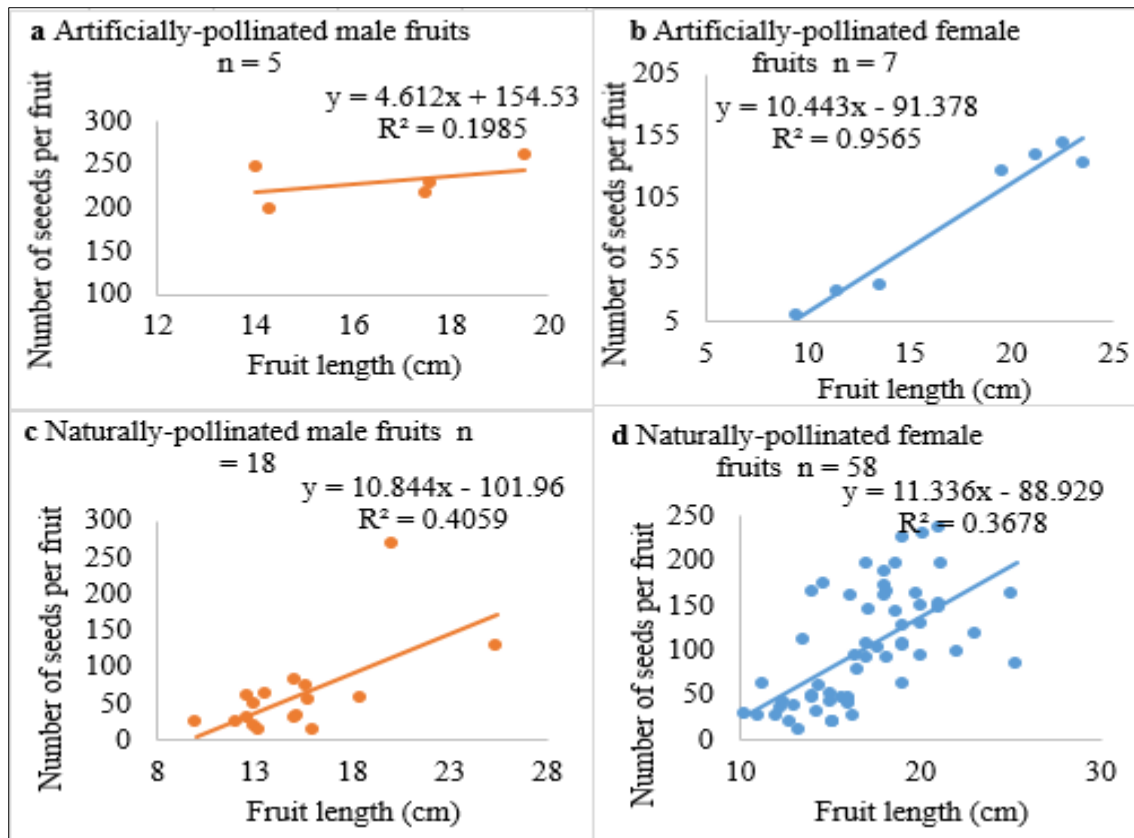 a Artificially-pollinated male fruits
n = 5
y = 4.612x + 154.53
R² = 0.1985
Number of seeeds per fruit
300
250
200
150
100
12 14 16 18 20
Fruit length (cm)
b Artificially-pollinated female
fruits n = 7
y = 10.443x - 91.378
R² = 0.9565
Number of seeds per fruit
205
155
105
55
5
5 10 15 20 25
Fruit length (cm)
c Naturally-pollinated male fruits n
= 18
y = 10.844x - 101.96
R² = 0.4059
Number of seeds per fruit
300
250
200
150
100
50
0
8 13 18 23 28
Fruit length (cm)
d Naturally-pollinated female
fruits n = 58
y = 11.336x - 88.929
R² = 0.3678
Number of seeds per fruit
250
200
150
100
50
0
10 20 30
Fruit length (cm)